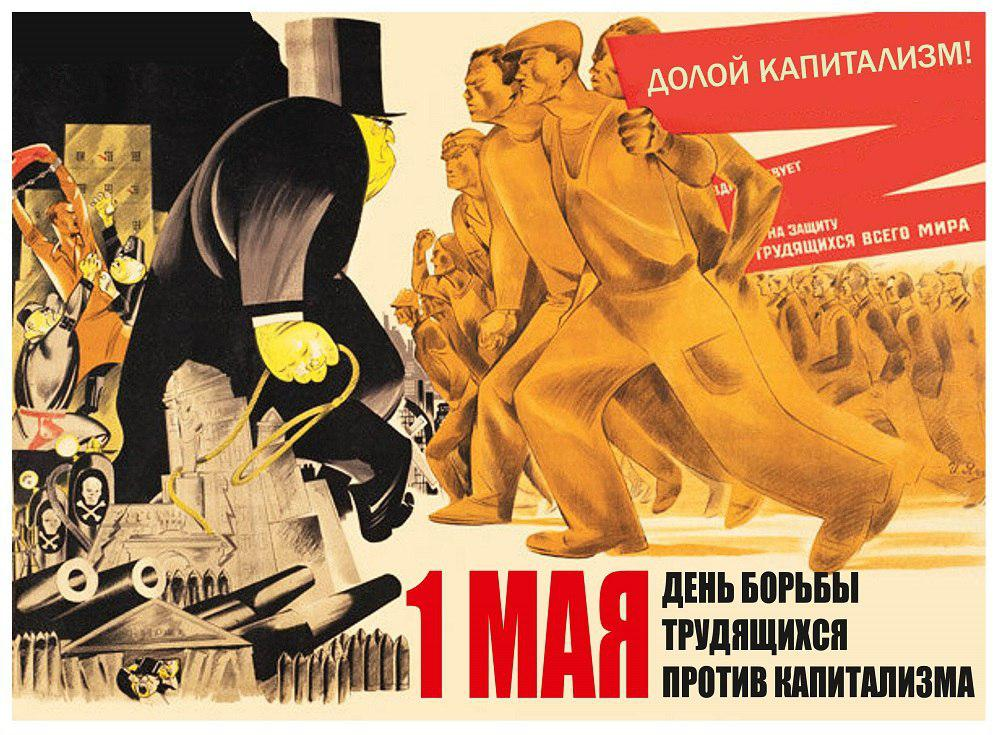 ДОЛОЙ КАПИТАЛИЗМ!
НА ЗАЩИТУ
ТРУДЯЩИХСЯ ВСЕГО МИРА
1 МАЯ
ДЕНЬ БОРЬБЫ
ТРУДЯЩИХСЯ
ПРОТИВ КАПИТАЛИЗМА